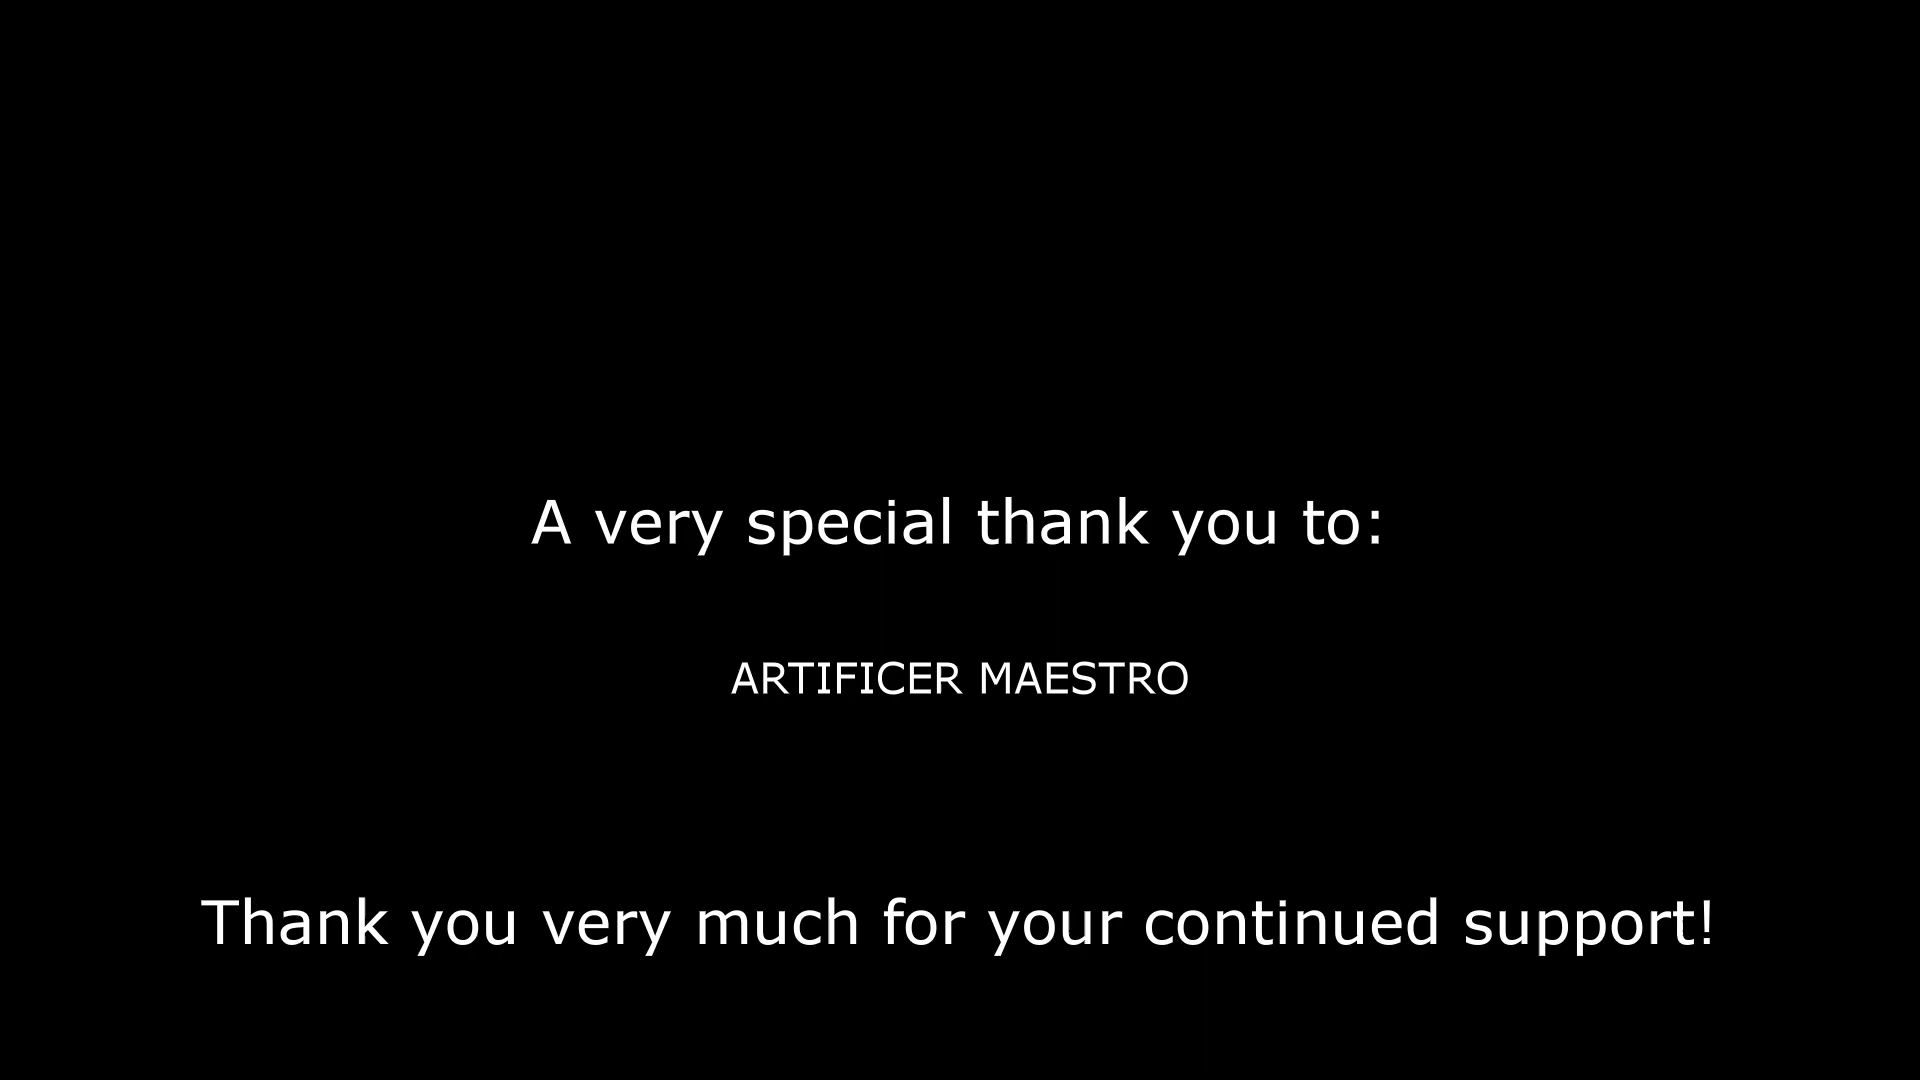 A very special thank you to:
ARTIFICER MAESTRO
Thank you very much for your continued support!